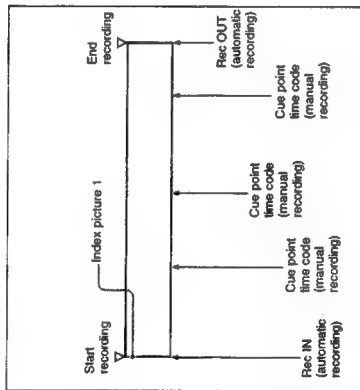 Start
recording
Index picture 1
End
recording
Rec IN
(automatic
recording)
Cue point
time code
(manual
recording)
Cue point
time code
(manual
recording)
Cue point
time code
(manual
recording)
Rec OUT
(automatic
recording)